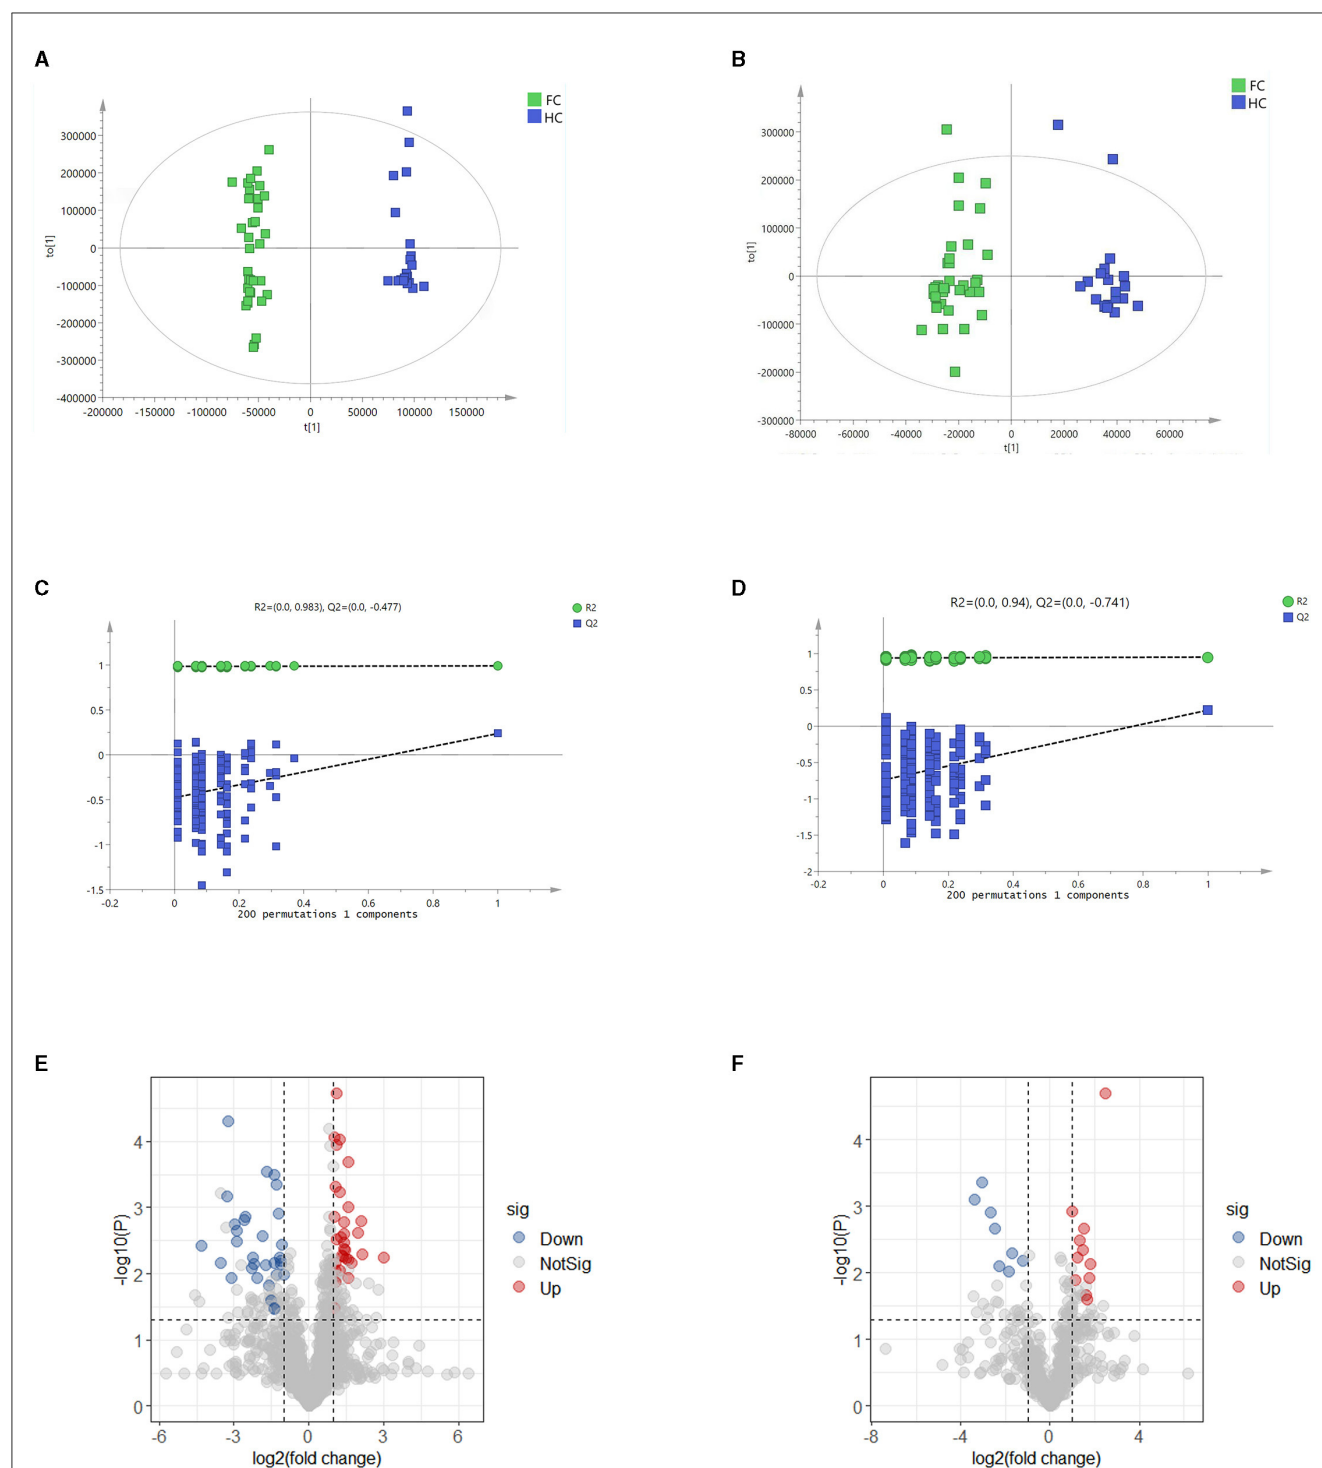 A
FC
HC
300000
200000
100000
0
-100000
-200000
-300000
-400000
to[1]
-200000 -150000 -100000 -50000 0 50000 100000 150000
t[1]
B
FC
HC
300000
200000
100000
0
-100000
-200000
-300000
to[1]
-80000 -60000 -40000 -20000 0 20000 40000 60000
t[1]
C
R2=(0.0, 0.983), Q2=(0.0, -0.477)
R2
Q2
1
0.5
0
-0.5
-1
-1.5
-0.2 0 0.2 0.4 0.6 0.8 1
200 permutations 1 components
D
R2=(0.0, 0.94), Q2=(0.0, -0.741)
R2
Q2
1
0.5
0
-0.5
-1
-1.5
-2
-0.2 0 0.2 0.4 0.6 0.8 1
200 permutations 1 components
E
4
3
2
1
0
-log10(P)
-6 -3 0 3 6
log2(fold change)
sig
Down
NotSig
Up
F
4
3
2
1
0
-log10(P)
-8 -4 0 4
log2(fold change)
sig
Down
NotSig
Up